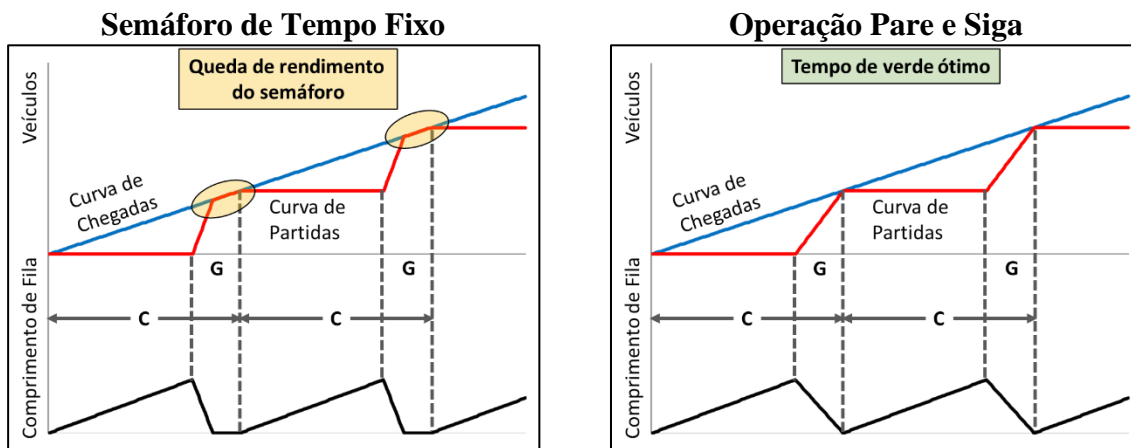 Semáforo de Tempo Fixo
Queda de rendimento
do semáforo
Veículos
Curva de
Chegadas
Curva de
Partidas
G
G
C
C
Comprimento de Fila
Operação Pare e Siga
Tempo de verde ótimo
Veículos
Curva de
Chegadas
Curva de
Partidas
G
G
C
C
Comprimento de Fila